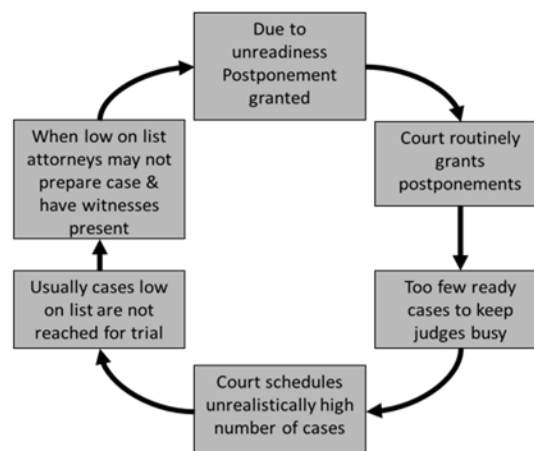 Due to
unreadiness
Postponement
granted
Court routinely
grants
postponements
Too few ready
cases to keep
judges busy
Court schedules
unrealistically high
number of cases
Usually cases low
on list are not
reached for trial
When low on list
attorneys may not
prepare case &
have witnesses
present